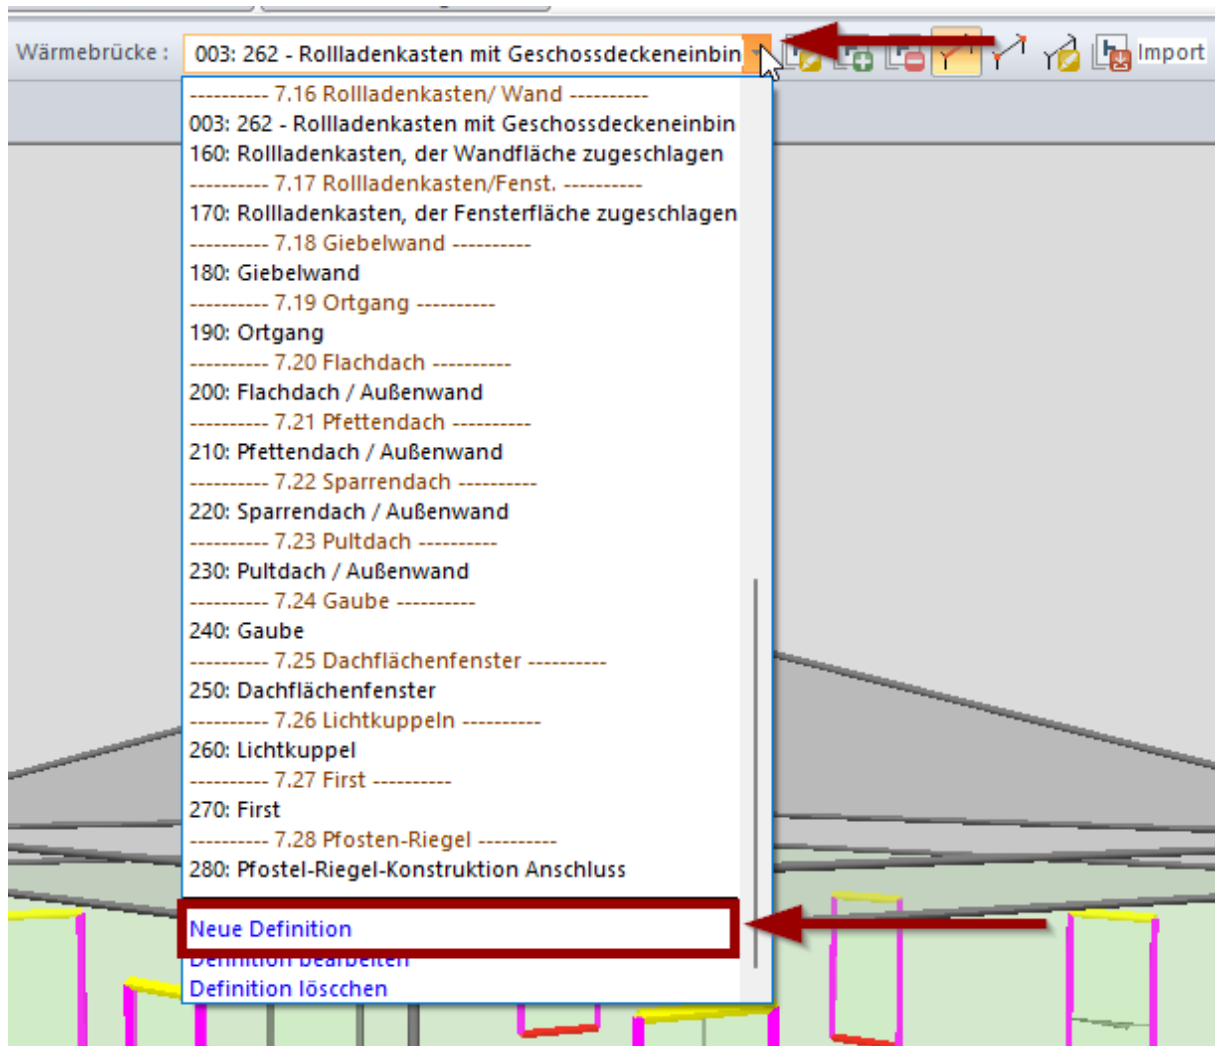 Wärmebrücke :
003: 262 - Rollladenkasten mit Geschossdeckeneinbin
Import
---------- 7.16 Rollladenkasten/ Wand ----------
003: 262 - Rollladenkasten mit Geschossdeckeneinbin
160: Rollladenkasten, der Wandfläche zugeschlagen
---------- 7.17 Rollladenkasten/Fenst. ----------
170: Rollladenkasten, der Fensterfläche zugeschlagen
---------- 7.18 Giebelwand ----------
180: Giebelwand
---------- 7.19 Ortgang ----------
190: Ortgang
---------- 7.20 Flachdach ----------
200: Flachdach / Außenwand
---------- 7.21 Pfettendach ----------
210: Pfettendach / Außenwand
---------- 7.22 Sparrendach ----------
220: Sparrendach / Außenwand
---------- 7.23 Pultdach ----------
230: Pultdach / Außenwand
---------- 7.24 Gaube ----------
240: Gaube
---------- 7.25 Dachflächenfenster ----------
250: Dachflächenfenster
---------- 7.26 Lichtkuppeln ----------
260: Lichtkuppel
---------- 7.27 First ----------
270: First
---------- 7.28 Pfosten-Riegel ----------
280: Pfostel-Riegel-Konstruktion Anschluss
Neue Definition
Definition bearbeiten
Definition löscchen